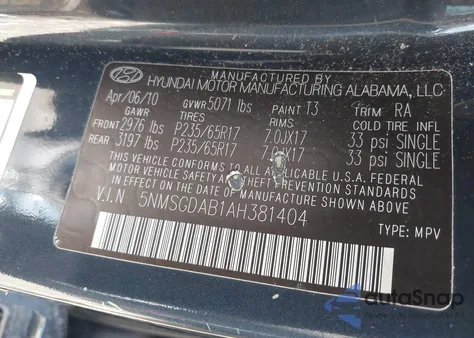 MANUFACTURED BY
HYUNDAI MOTOR MANUFACTURING ALABAMA, LLC
Apr/06/10 GVWR 5071 lbs PAINT T3 TRIM RA
TIRES RIMS COLD TIRE INFL.
FRONT 2976 lbs P235/65R17 7.0JX17 33 psi SINGLE
REAR 3197 lbs P235/65R17 7.0JX17 33 psi SINGLE
THIS VEHICLE CONFORMS TO ALL APPLICABLE U.S.A. FEDERAL
MOTOR VEHICLE SAFETY AND THEFT PREVENTION STANDARDS
IN EFFECT ON THE DATE OF MANUFACTURE SHOWN ABOVE.
V.I.N 5NMSGDAB1AH381404
TYPE: MPV
autoSnap